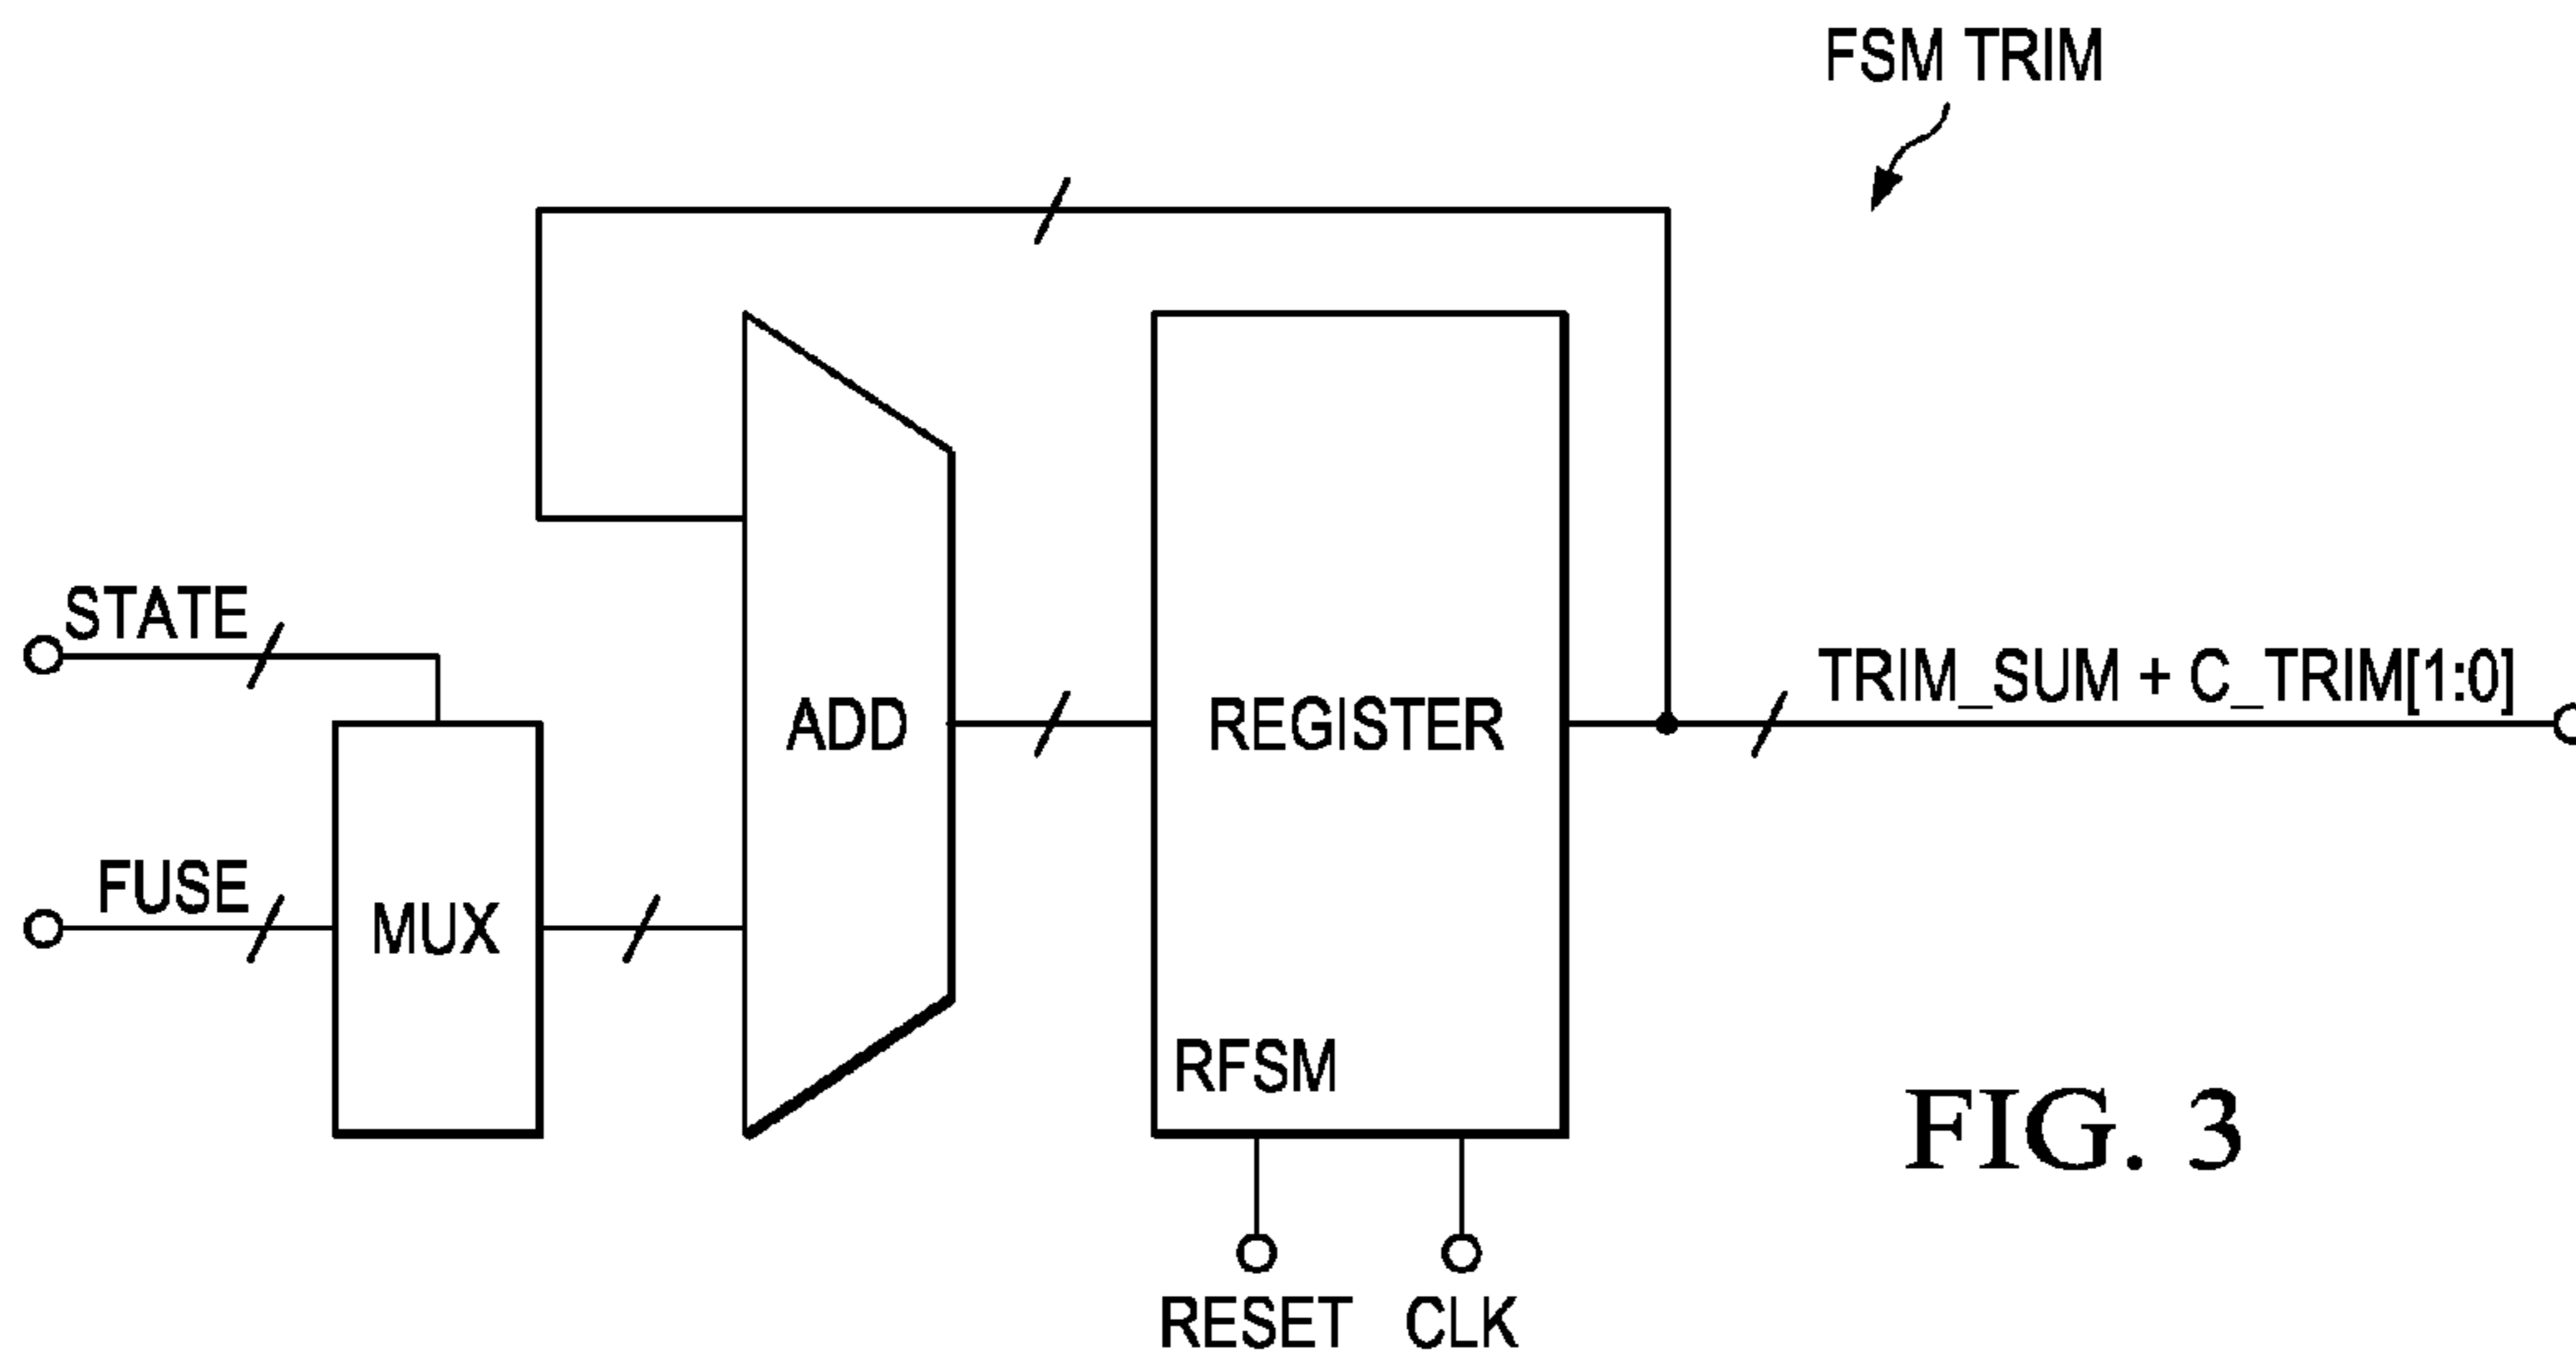 FSM TRIM
STATE
FUSE
MUX
ADD
REGISTER
RFSM
TRIM_SUM + C_TRIM[1:0]
RESET
CLK
FIG. 3